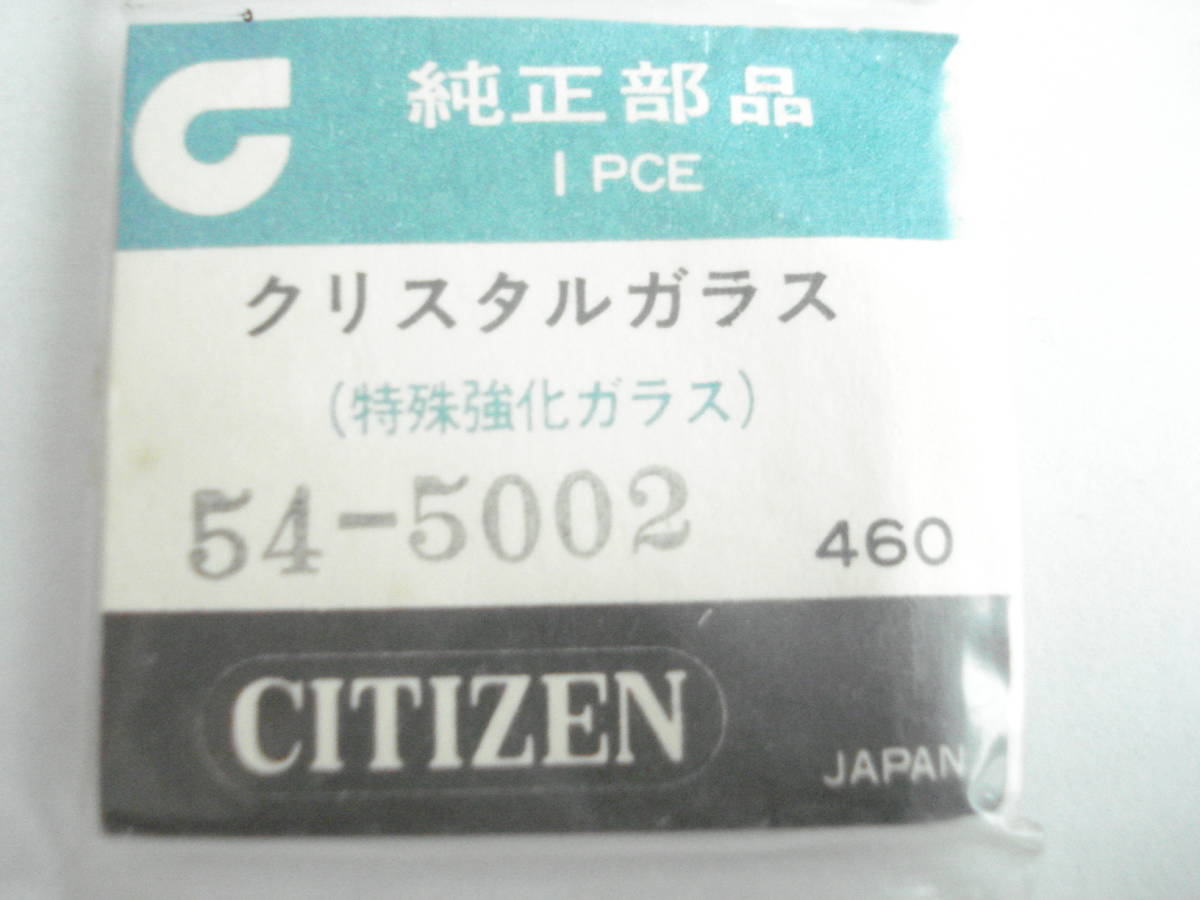 純正部品
1 PCE
クリスタルガラス
(特殊強化ガラス)
54-5002 460
CITIZEN
JAPAN